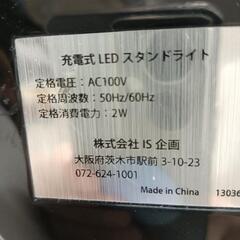 充電式 LED スタンドライト
定格電圧：AC100V
定格周波数：50Hz/60Hz
定格消費電力：2W
株式会社 IS 企画
大阪府茨木市駅前 3-10-23
072-624-1001
Made in China 13036